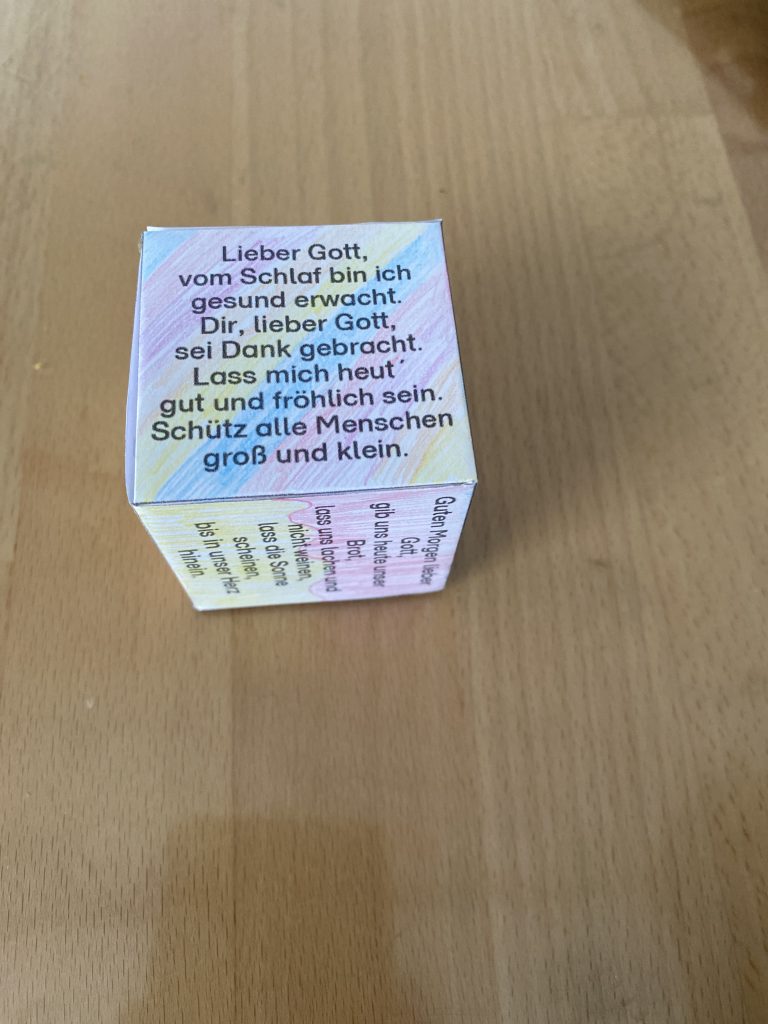 Lieber Gott,
vom Schlaf bin ich
gesund erwacht.
Dir, lieber Gott,
sei Dank gebracht.
Lass mich heut´
gut und fröhlich sein.
Schütz alle Menschen
groß und klein.
Guten Morgen lieber
Gott,
gib uns heute unser
Brot,
lass uns lachen und
nicht weinen,
lass die Sonne
scheinen,
bis in unser Herz
hinein.